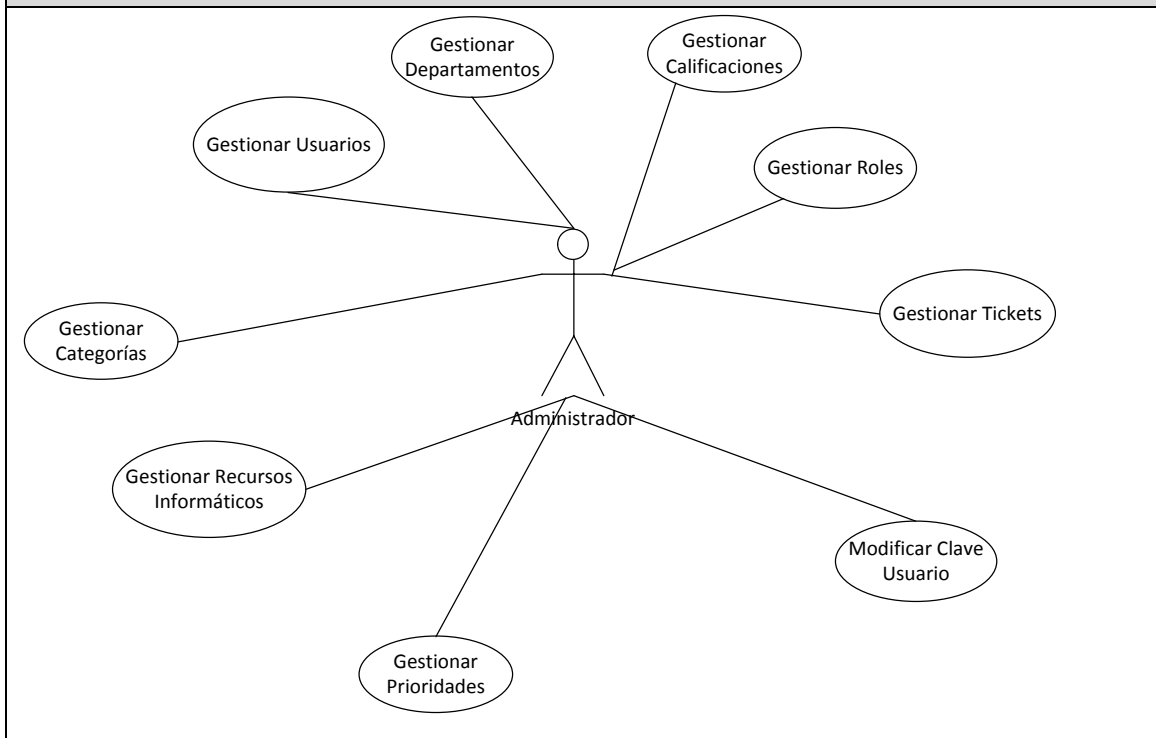 Gestionar
Departamentos
Gestionar
Calificaciones
Gestionar Usuarios
Gestionar Roles
Gestionar Tickets
Gestionar
Categorías
Administrador
Gestionar Recursos
Informáticos
Modificar Clave
Usuario
Gestionar
Prioridades